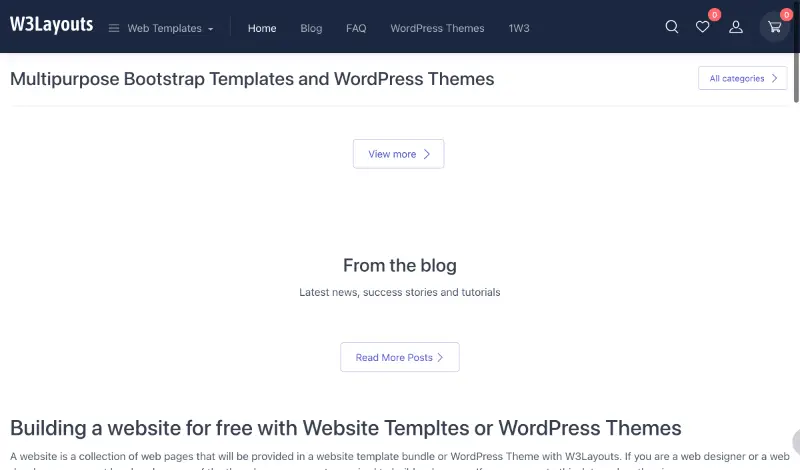 W3Layouts Web Templates Home Blog FAQ WordPress Themes 1W3 0 0
Multipurpose Bootstrap Templates and WordPress Themes All categories
View more
From the blog
Latest news, success stories and tutorials
Read More Posts
Building a website for free with Website Templtes or WordPress Themes
A website is a collection of web pages that will be provided in a website template bundle or WordPress Theme with W3Layouts. If you are a web designer or a web